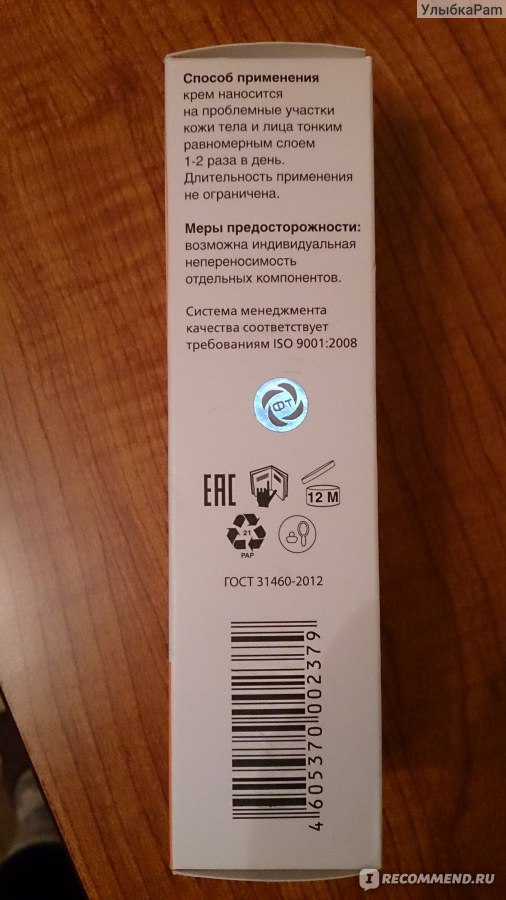 УлыбкаРам
Способ применения
крем наносится
на проблемные участки
кожи тела и лица тонким
равномерным слоем
1-2 раза в день.
Длительность применения
не ограничена.
Меры предосторожности:
возможна индивидуальная
непереносимость
отдельных компонентов.
Система менеджмента
качества соответствует
требованиям ISO 9001:2008
ФТ
EAC
12 M
21
PAP
ГОСТ 31460-2012
4 605370 002379
IRECOMMEND.RU